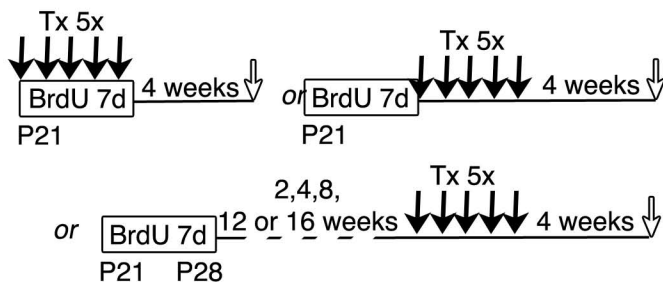 Tx 5x
BrdU 7d 4 weeks
P21
or
Tx 5x
BrdU 7d 4 weeks
P21
or
2,4,8,
12 or 16 weeks
Tx 5x
BrdU 7d 4 weeks
P21 P28